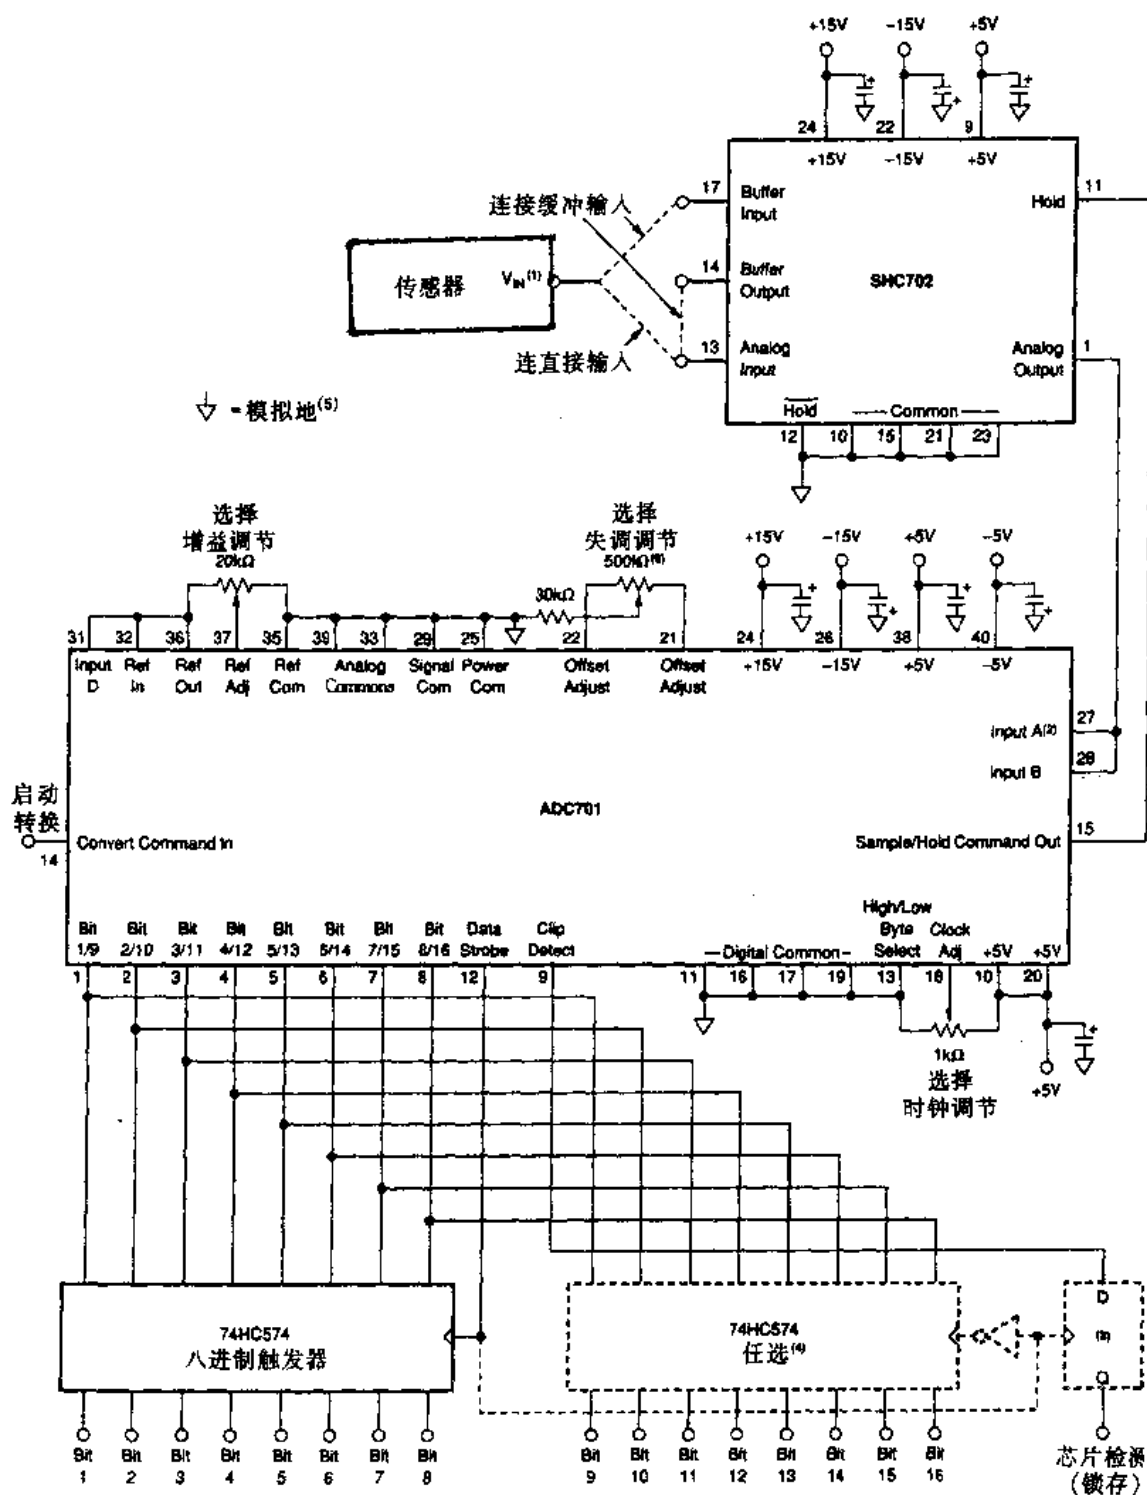 +15V -15V +5V
24 22 9
+15V -15V +5V
17 Buffer Input
Hold 11
连接缓冲输入
传感器 VIN(1)
14 Buffer Output
SHC702
连直接输入
13 Analog Input
Analog Output 1
=模拟地(5)
Hold Common
12 10 15 21 23
选择
增益调节
20kΩ
选择
失调调节
500kΩ(6)
30kΩ
+15V -15V +5V -5V
31 32 36 37 35 39 33 29 25 22 21 24 26 38 40
Input D
Ref In
Ref Out
Ref Adj
Ref Com
Analog Commons
Signal Com
Power Com
Offset Adjust
Offset Adjust
+15V -15V +5V -5V
Input A(2) 27
Input B 28
启动
转换
ADC701
14 Convert Command In
Sample/Hold Command Out 15
Bit 1/9
Bit 2/10
Bit 3/11
Bit 4/12
Bit 5/13
Bit 6/14
Bit 7/15
Bit 8/16
Data Strobe
Clip Detect
Digital Common
High/Low Byte Select
Clock Adj
+5V
+5V
1 2 3 4 5 6 7 8 12 9 11 16 17 19 13 18 10 20
1kΩ
选择
时钟调节
+5V
74HC574
八进制触发器
74HC574
任选(4)
D
(3)
Q
Bit 1
Bit 2
Bit 3
Bit 4
Bit 5
Bit 6
Bit 7
Bit 8
Bit 9
Bit 10
Bit 11
Bit 12
Bit 13
Bit 14
Bit 15
Bit 16
芯片检测
(锁存)